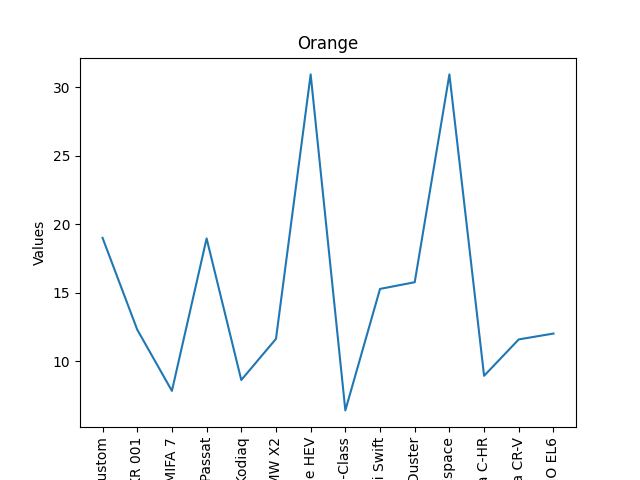 Orange
Values
30
25
20
15
10
ustom
R 001
MIFA 7
Passat
Kodiaq
MW X2
e HEV
-Class
i Swift
Duster
space
a C-HR
a CR-V
O EL6